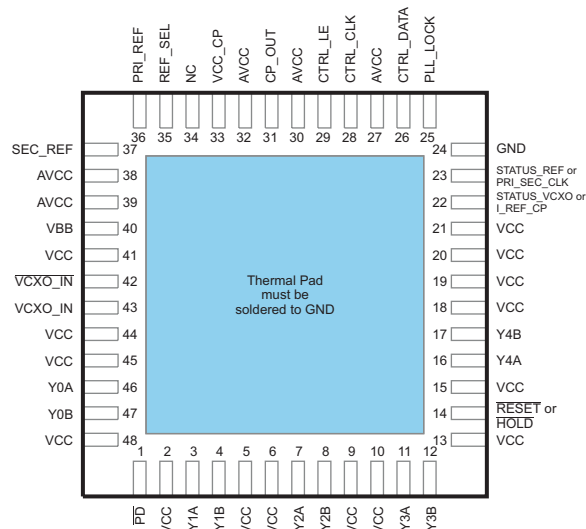 PRI_REF
REF_SEL
NC
VCC_CP
AVCC
CP_OUT
AVCC
CTRL_LE
CTRL_CLK
AVCC
CTRL_DATA
PLL_LOCK
36 35 34 33 32 31 30 29 28 27 26 25
SEC_REF 37
AVCC 38
AVCC 39
VBB 40
VCC 41
VCXO_IN 42
VCXO_IN 43
VCC 44
VCC 45
Y0A 46
Y0B 47
VCC 48
Thermal Pad
must be
soldered to GND
24 GND
23 STATUS_REF or
PRI_SEC_CLK
22 STATUS_VCXO or
I_REF_CP
21 VCC
20 VCC
19 VCC
18 VCC
17 Y4B
16 Y4A
15 VCC
14 RESET or
HOLD
13 VCC
1 2 3 4 5 6 7 8 9 10 11 12
PD
VCC
Y1A
Y1B
VCC
VCC
Y2A
Y2B
VCC
VCC
Y3A
Y3B